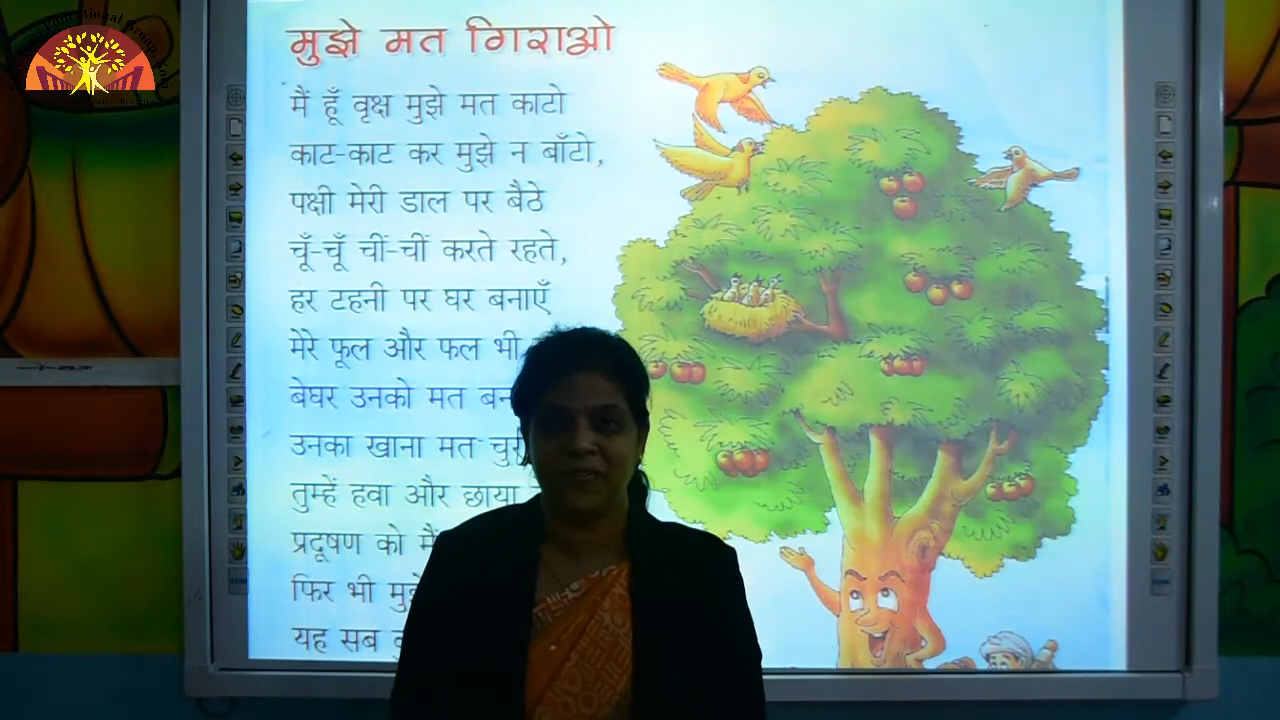 मुझे मत गिराओ
मैं हूँ वृक्ष मुझे मत काटो
काट-काट कर मुझे न बाँटो,
पक्षी मेरी डाल पर बैठे
चूँ-चूँ चीं-चीं करते रहते,
हर टहनी पर घर बनाएँ
मेरे फूल और फल भी
बेघर उनको मत
उनका खाना मत
तुम्हें हवा और छाया
प्रदूषण को मैं
फिर भी
यह सब